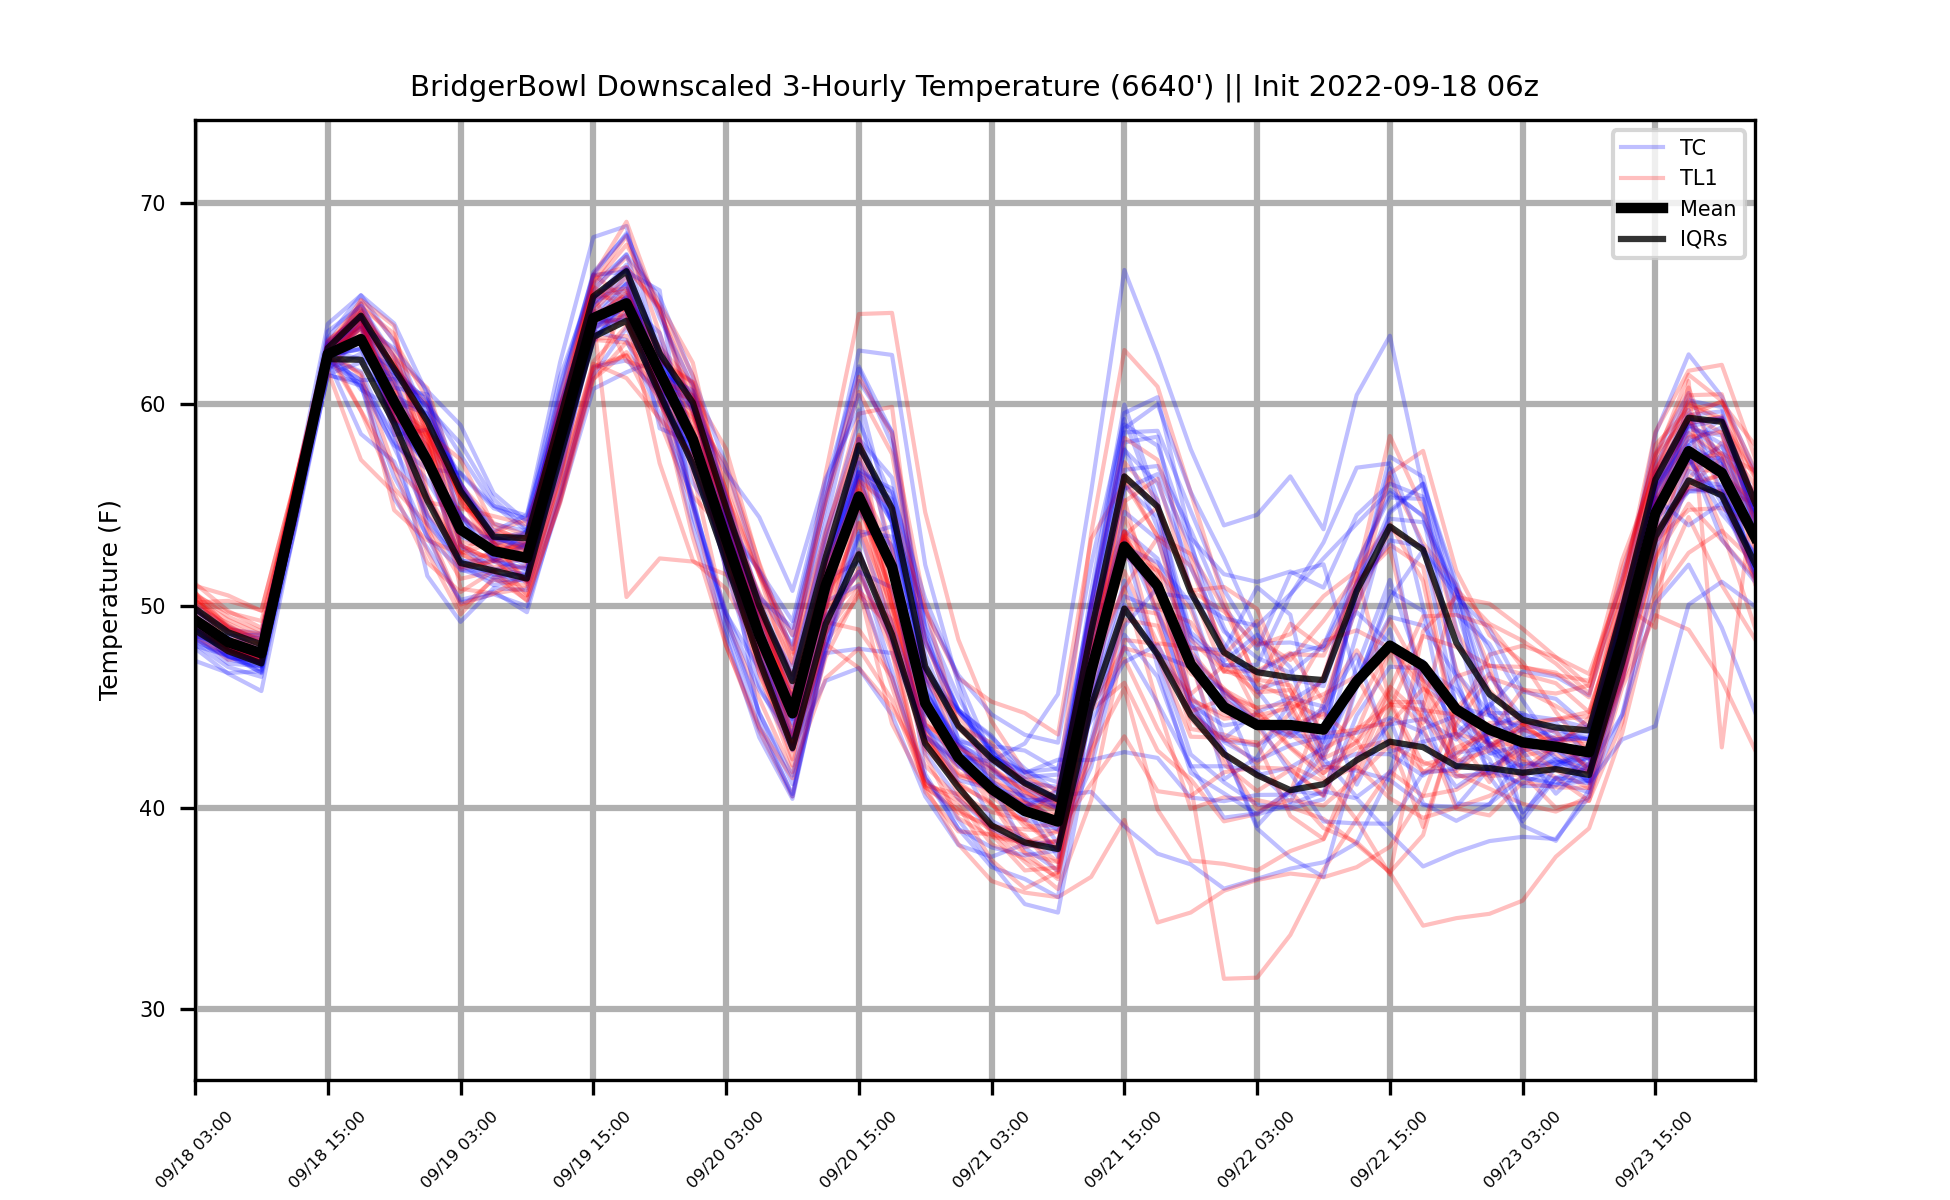 BridgerBowl Downscaled 3-Hourly Temperature (6640') || Init 2022-09-18 06z
TC
TL1
Mean
IQRs
Temperature (F)
70
60
50
40
30
09/18 03:00
09/18 15:00
09/19 03:00
09/19 15:00
09/20 03:00
09/20 15:00
09/21 03:00
09/21 15:00
09/22 03:00
09/22 15:00
09/23 03:00
09/23 15:00